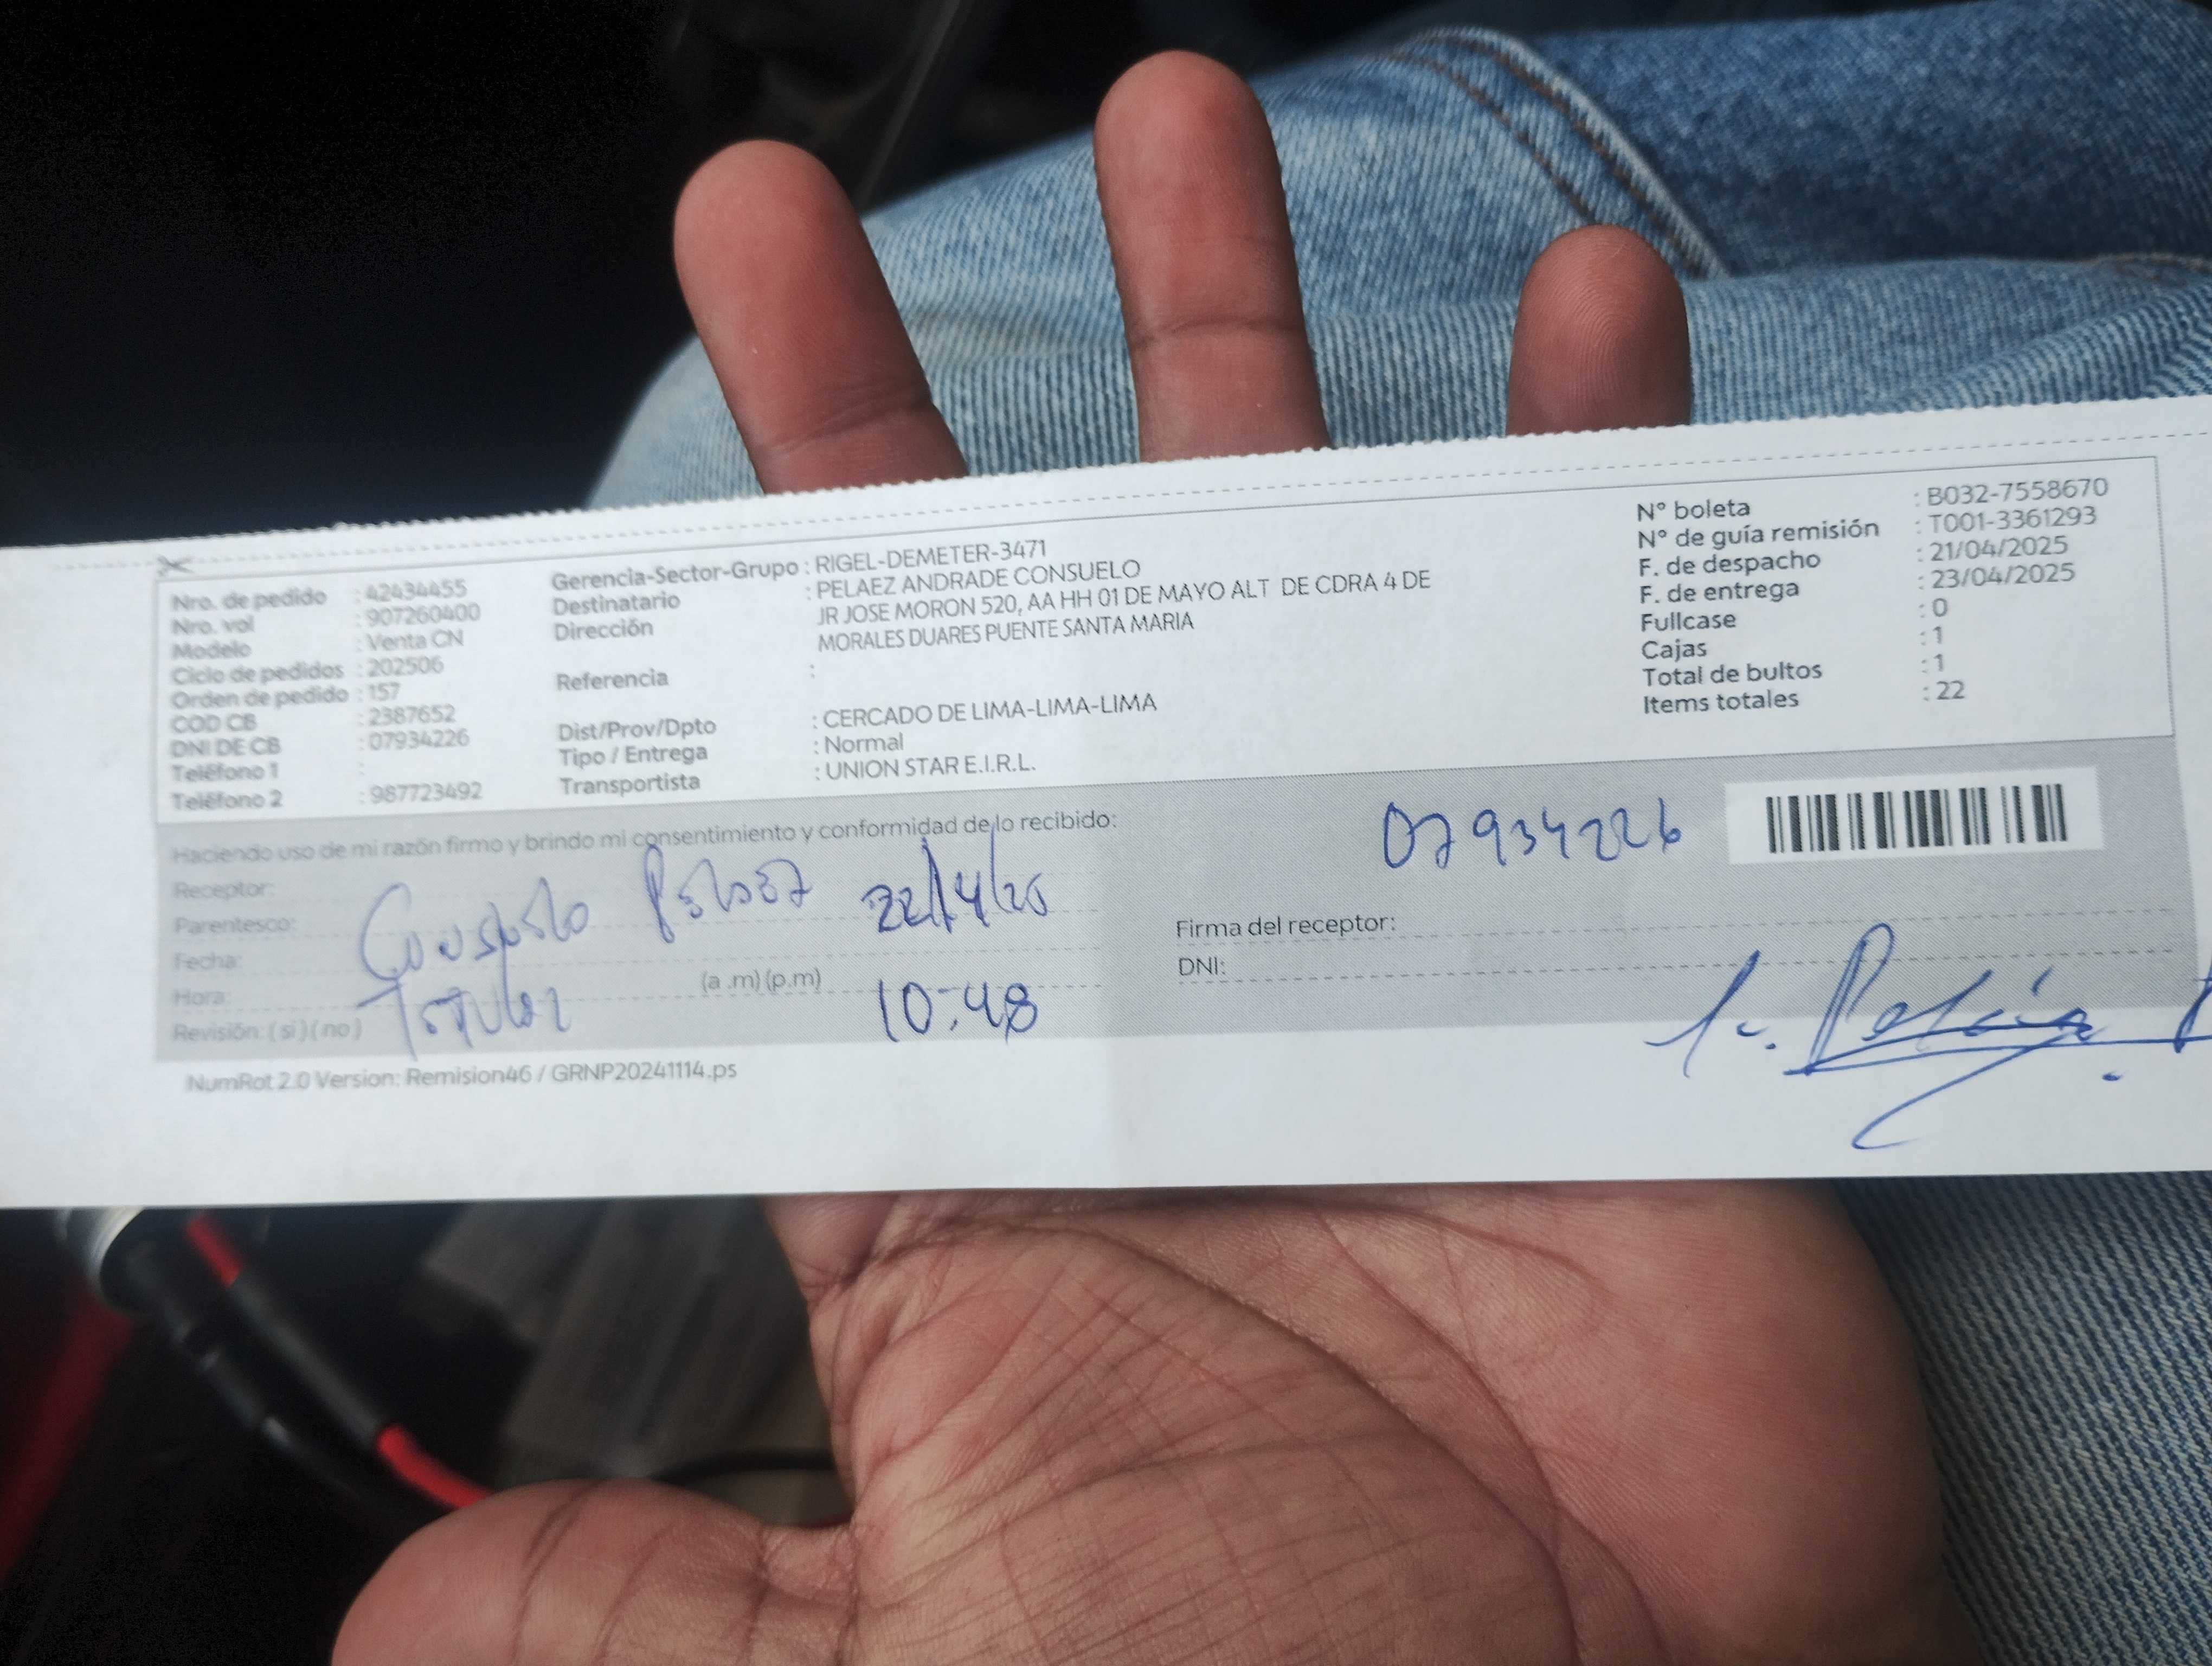 Nro. de pedido : 42434455
Nro. vol : 907260400
Modelo : Venta CN
Ciclo de pedidos : 202506
Orden de pedido : 157
COD CB : 2387652
DNI DE CB : 07934226
Teléfono 1 :
Teléfono 2 : 987723492
Gerencia-Sector-Grupo : RIGEL-DEMETER-3471
Destinatario : PELAEZ ANDRADE CONSUELO
Dirección JR JOSE MORON 520, AA HH 01 DE MAYO ALT DE CDRA 4 DE
MORALES DUARES PUENTE SANTA MARIA
Referencia :
Dist/Prov/Dpto : CERCADO DE LIMA-LIMA-LIMA
Tipo / Entrega : Normal
Transportista : UNION STAR E.I.R.L.
N° boleta : B032-7558670
N° de guía remisión : T001-3361293
F. de despacho : 21/04/2025
F. de entrega : 23/04/2025
Fullcase : 0
Cajas : 1
Total de bultos : 1
Items totales : 22
Haciendo uso de mi razón firmo y brindo mi consentimiento y conformidad de lo recibido:
Receptor:
Parentesco:
Consuelo Pelaez 22/4/25
Fecha:
Hora: (a .m) (p.m)
Titular 10:48
Revisión: ( si ) ( no )
07934226
Firma del receptor:
DNI:
NumRot 2.0 Version: Remision46 / GRNP20241114.ps